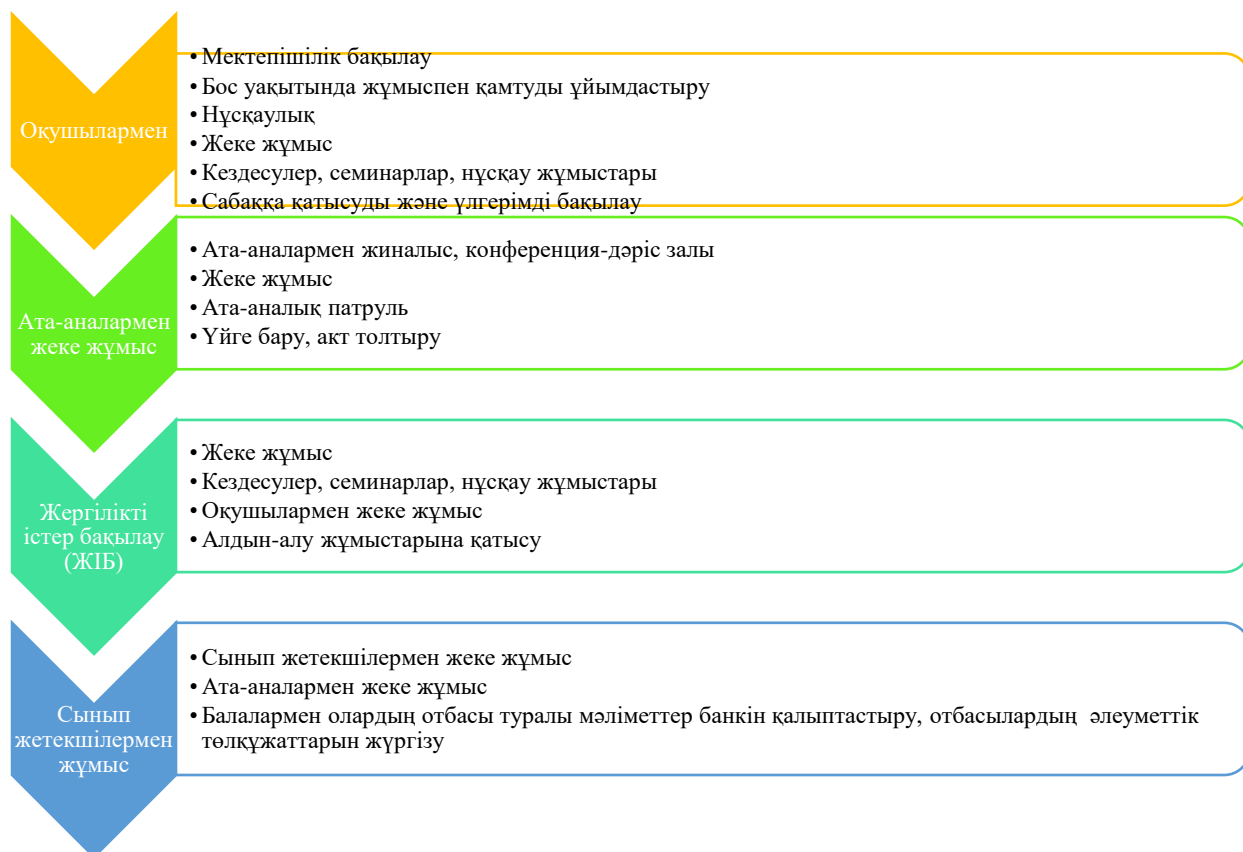 Оқушылармен
• Мектепішілік бақылау
• Бос уақытында жұмыспен қамтуды ұйымдастыру
• Нұсқаулық
• Жеке жұмыс
• Кездесулер, семинарлар, нұсқау жұмыстары
• Сабаққа қатысуды және үлгерімді бақылау
Ата-аналармен
жеке жұмыс
• Ата-аналармен жиналыс, конференция-дәріс залы
• Жеке жұмыс
• Ата-аналық патруль
• Үйге бару, акт толтыру
Жергілікті
істер бақылау
(ЖІБ)
• Жеке жұмыс
• Кездесулер, семинарлар, нұсқау жұмыстары
• Оқушылармен жеке жұмыс
• Алдын-алу жұмыстарына қатысу
Сынып
жетекшілермен
жұмыс
• Сынып жетекшілермен жеке жұмыс
• Ата-аналармен жеке жұмыс
• Балалармен олардың отбасы туралы мәліметтер банкін қалыптастыру, отбасылардың әлеуметтік
төлқұжаттарын жүргізу